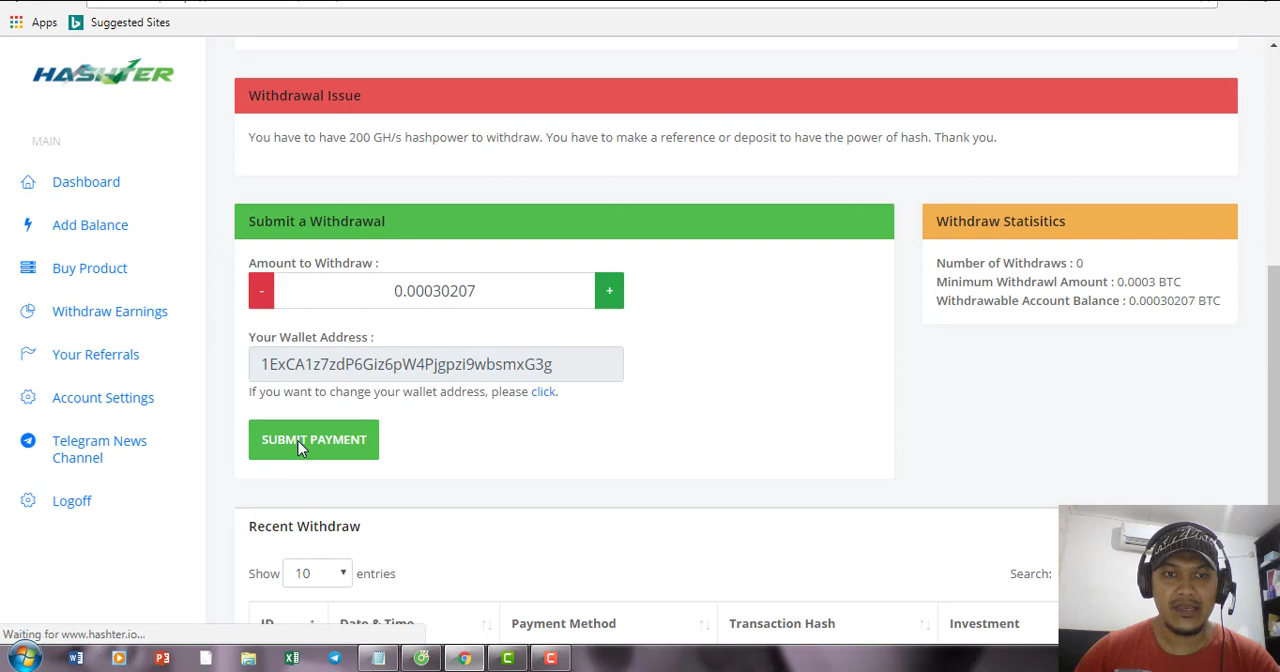 Apps
Suggested Sites
HASHTER
MAIN
Dashboard
Add Balance
Buy Product
Withdraw Earnings
Your Referrals
Account Settings
Telegram News
Channel
Logoff
Withdrawal Issue
You have to have 200 GH/s hashpower to withdraw. You have to make a reference or deposit to have the power of hash. Thank you.
Submit a Withdrawal
Amount to Withdraw :
- 0.00030207 +
Your Wallet Address :
1ExCA1z7zdP6Giz6pW4Pjgpzi9wbsmxG3g
If you want to change your wallet address, please click.
SUBMIT PAYMENT
Withdraw Statisitics
Number of Withdraws : 0
Minimum Withdrawl Amount : 0.0003 BTC
Withdrawable Account Balance : 0.00030207 BTC
Recent Withdraw
Show 10 entries
Search:
ID Date & Time Payment Method Transaction Hash Investment
Waiting for www.hashter.io...